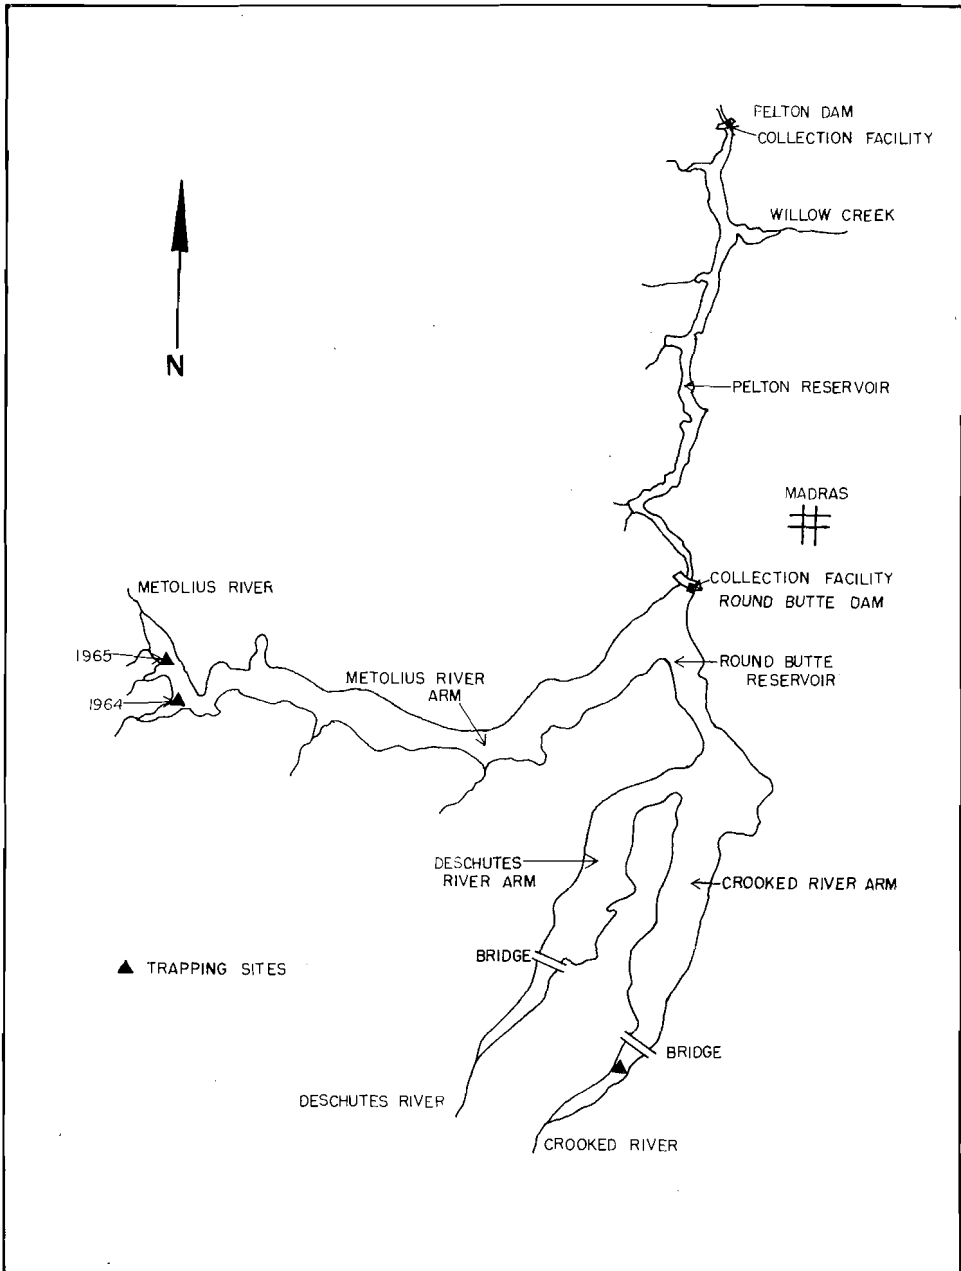 PELTON DAM
COLLECTION FACILITY
WILLOW CREEK
N
PELTON RESERVOIR
MADRAS
COLLECTION FACILITY
ROUND BUTTE DAM
METOLIUS RIVER
1965
1964
METOLIUS RIVER
ARM
ROUND BUTTE
RESERVOIR
DESCHUTES
RIVER ARM
CROOKED RIVER ARM
BRIDGE
TRAPPING SITES
BRIDGE
DESCHUTES RIVER
CROOKED RIVER